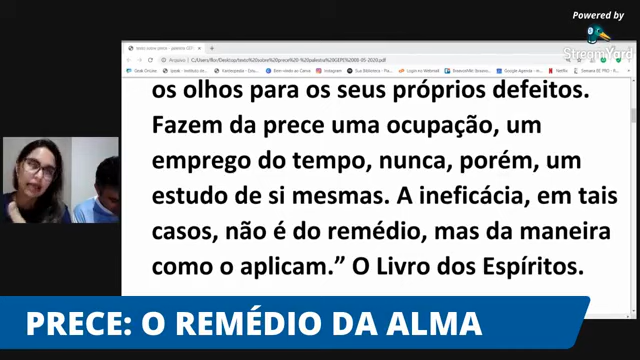 Powered by
StreamYard
os olhos para os seus próprios defeitos.
Fazem da prece uma ocupação, um
emprego do tempo, nunca, porém, um
estudo de si mesmas. A ineficácia, em tais
casos, não é do remédio, mas da maneira
como o aplicam.” O Livro dos Espíritos.
PRECE: O REMÉDIO DA ALMA